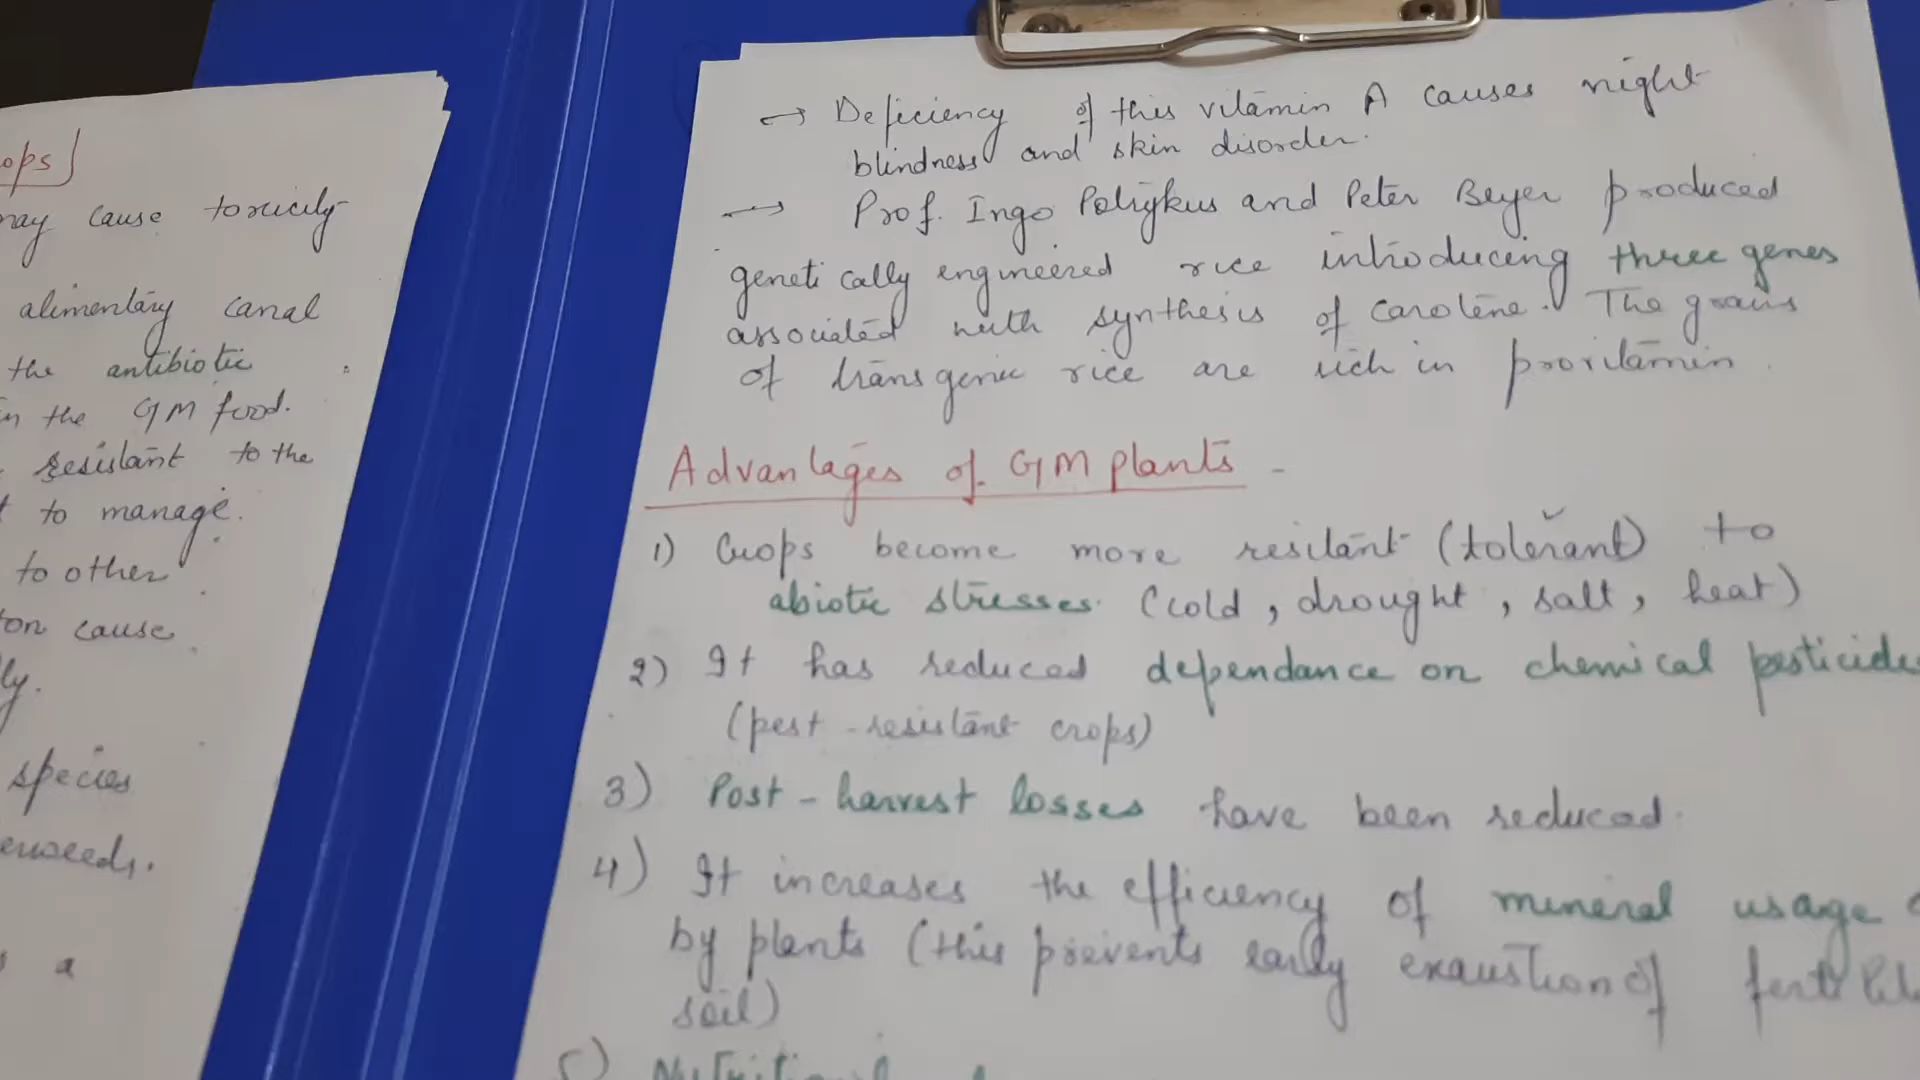 ops
may cause toxicity
alimentary canal
the antibiotic
in the GM food.
resistant to the
to manage.
to other
on cause
ly.
species
erweeds.
a
→ Deficiency of this vitamin A causes night
blindness and skin disorder.
→ Prof. Ingo Potrykus and Peter Beyer produced
genetically engineered rice introducing three genes
associated with synthesis of carotene. The grains
of transgenic rice are rich in provitamin
Advantages of GM plants -
1) Crops become more resistant (tolerant) to
abiotic stresses. (cold, drought, salt, heat)
2) It has reduced dependance on chemical pesticide
(pest-resistant crops)
3) Post-harvest losses have been reduced.
4) It increases the efficiency of mineral usage
by plants (this prevents early exaustion of
soil)
5) Nutritional